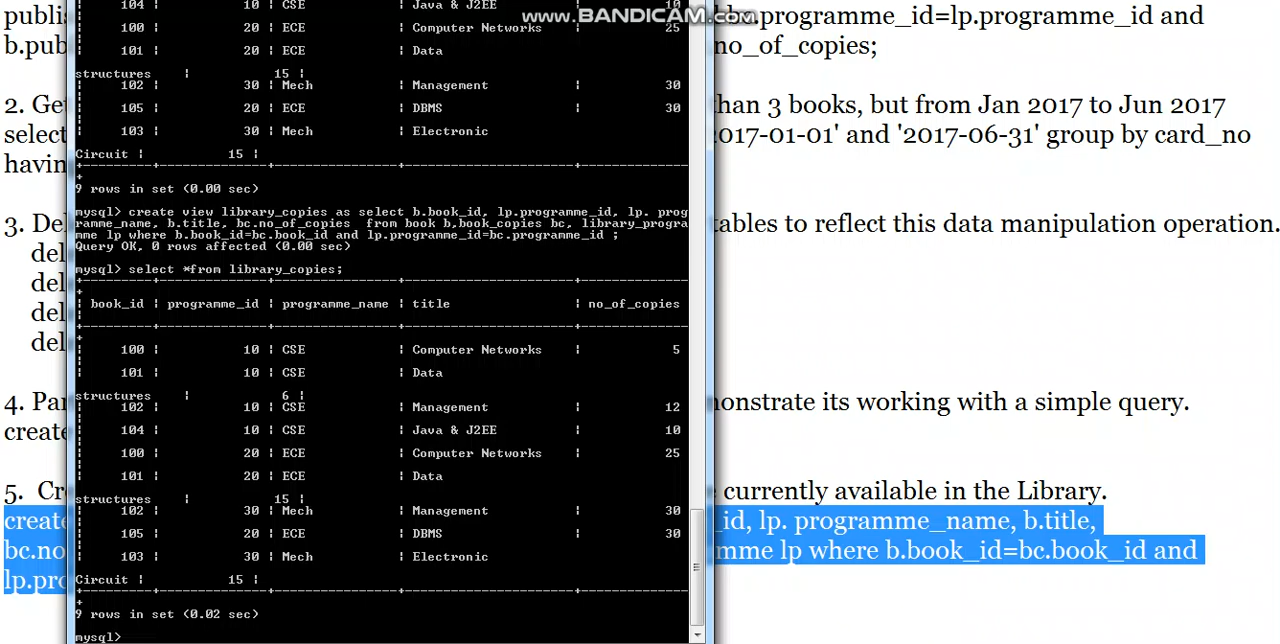 publis
b.pub
2. Get
select
havin
3. Del
del
del
del
del
4. Par
create
5. Cre
create
bc.no
lp.pro
104 ¦ 10 ¦ CSE ¦ Java & J2EE ¦ 10
100 ¦ 20 ¦ ECE ¦ Computer Networks ¦ 25
101 ¦ 20 ¦ ECE ¦ Data
structures ¦ 15 ¦
102 ¦ 30 ¦ Mech ¦ Management ¦ 30
105 ¦ 20 ¦ ECE ¦ DBMS ¦ 30
103 ¦ 30 ¦ Mech ¦ Electronic
Circuit ¦ 15 ¦
9 rows in set (0.00 sec)
mysql> create view library_copies as select b.book_id, lp.programme_id, lp. prog
ramme_name, b.title, bc.no_of_copies from book b,book_copies bc, library_progra
mme lp where b.book_id=bc.book_id and lp.programme_id=bc.programme_id ;
Query OK, 0 rows affected (0.00 sec)
mysql> select *from library_copies;
¦ book_id ¦ programme_id ¦ programme_name ¦ title ¦ no_of_copies
100 ¦ 10 ¦ CSE ¦ Computer Networks ¦ 5
101 ¦ 10 ¦ CSE ¦ Data
structures ¦ 6 ¦
102 ¦ 10 ¦ CSE ¦ Management ¦ 12
104 ¦ 10 ¦ CSE ¦ Java & J2EE ¦ 10
100 ¦ 20 ¦ ECE ¦ Computer Networks ¦ 25
101 ¦ 20 ¦ ECE ¦ Data
structures ¦ 15 ¦
102 ¦ 30 ¦ Mech ¦ Management ¦ 30
105 ¦ 20 ¦ ECE ¦ DBMS ¦ 30
103 ¦ 30 ¦ Mech ¦ Electronic
Circuit ¦ 15 ¦
9 rows in set (0.02 sec)
mysql>
www.BANDICAM.com
.programme_id=lp.programme_id and
no_of_copies;
han 3 books, but from Jan 2017 to Jun 2017
2017-01-01' and '2017-06-31' group by card_no
tables to reflect this data manipulation operation.
monstrate its working with a simple query.
e currently available in the Library.
_id, lp. programme_name, b.title,
mme lp where b.book_id=bc.book_id and